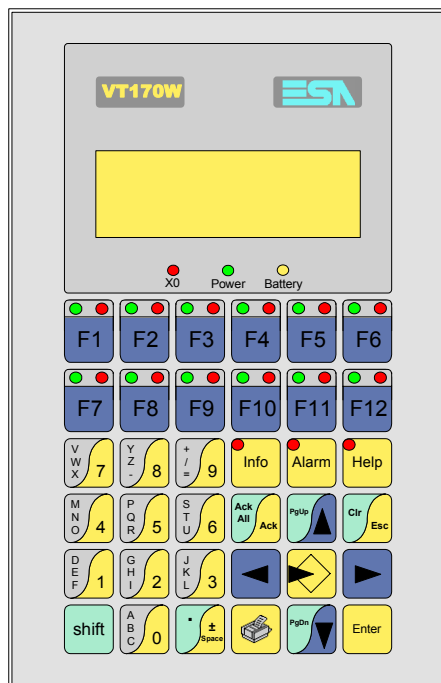 VT170W ESA
X0 Power Battery
F1 F2 F3 F4 F5 F6
F7 F8 F9 F10 F11 F12
V W X 7 Y Z - 8 + / = 9 Info Alarm Help
M N O 4 P Q R 5 S T U 6 Ack All Ack PgUp Clr Esc
D E F 1 G H I 2 J K L 3
shift A B C 0 . ± Space PgDn Enter